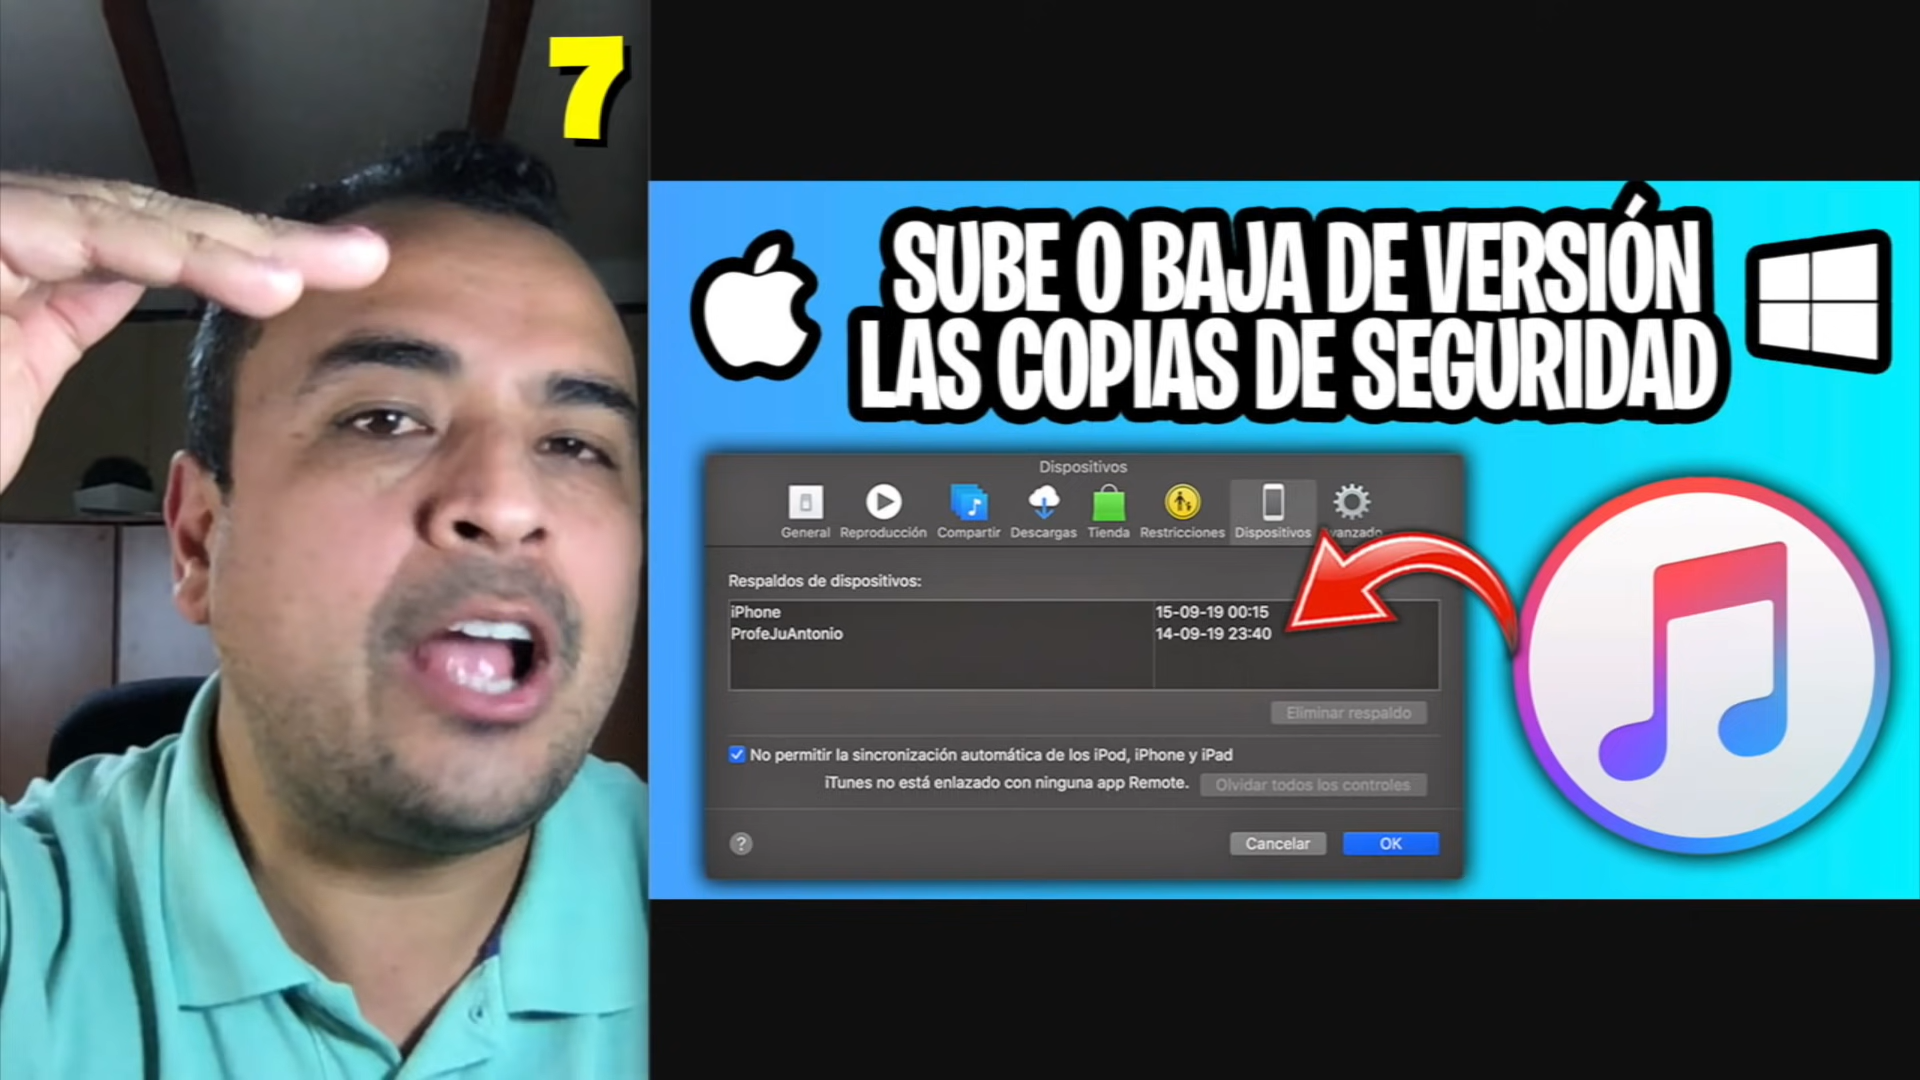 7
SUBE O BAJA DE VERSIÓN
LAS COPIAS DE SEGURIDAD
Dispositivos
General Reproducción Compartir Descargas Tienda Restricciones Dispositivos vanzado
Respaldos de dispositivos:
iPhone 15-09-19 00:15
ProfeJuAntonio 14-09-19 23:40
Eliminar respaldo
No permitir la sincronización automática de los iPod, iPhone y iPad
iTunes no está enlazado con ninguna app Remote. Olvidar todos los controles
? Cancelar OK